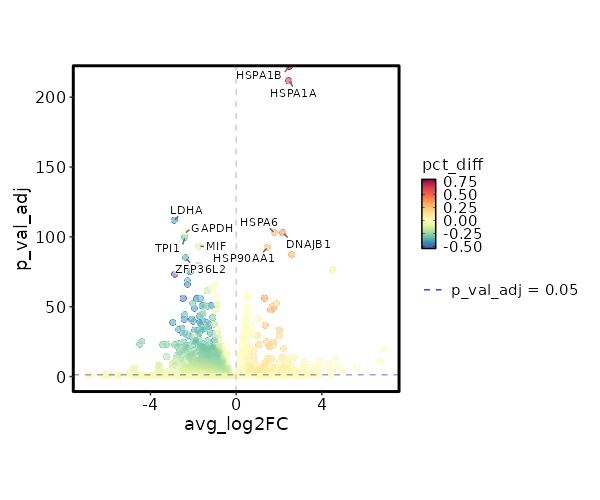 HSPA1B
HSPA1A
LDHA
GAPDH
TPI1
MIF
ZFP36L2
HSPA6
DNAJB1
HSP90AA1
p_val_adj
200
150
100
50
0
-4
0
4
avg_log2FC
pct_diff
0.75
0.50
0.25
0.00
-0.25
-0.50
p_val_adj = 0.05